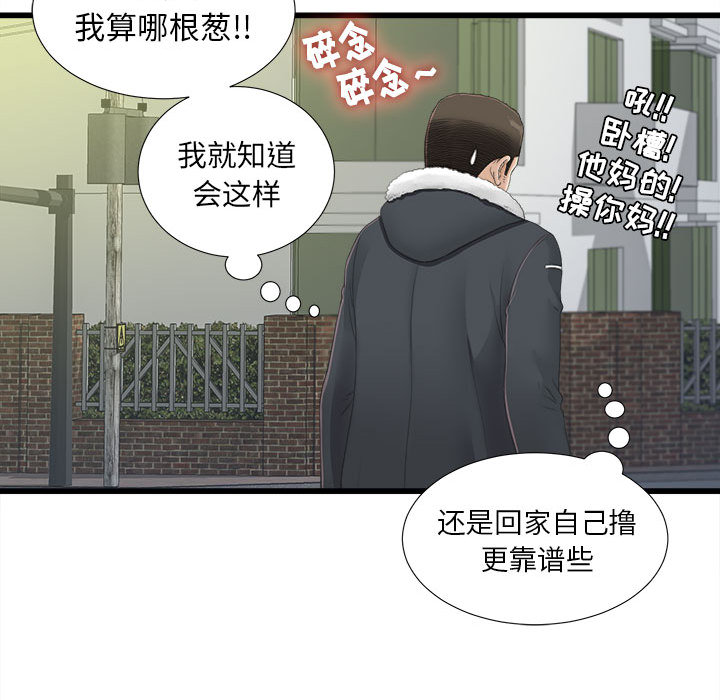 我算哪根葱!!
碎念
碎念~
我就知道
会这样
吼!!
卧槽!
他妈的!
操你妈!!
还是回家自己撸
更靠谱些